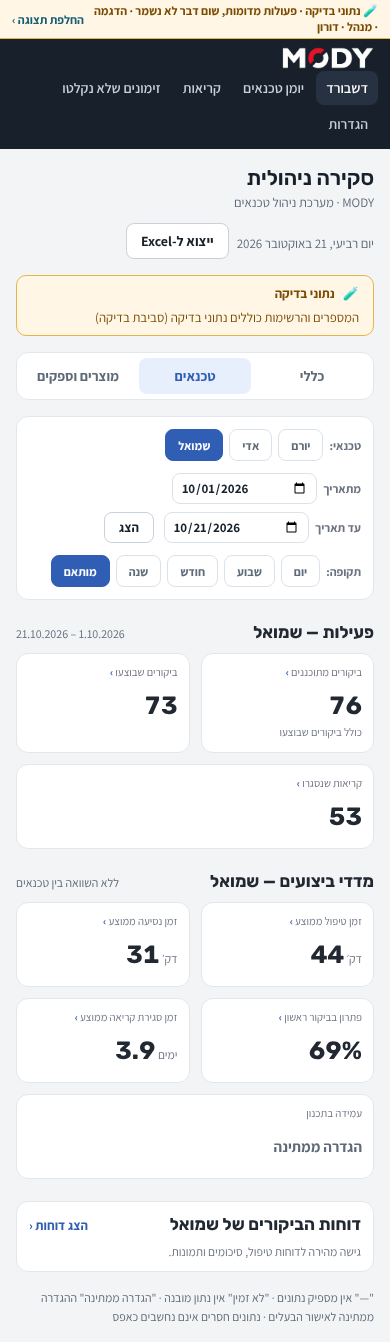 🧪 נתוני בדיקה · פעולות מדומות, שום דבר לא נשמר · הדגמה
· מנהל · דורון
החלפת תצוגה ›
MODY
דשבורד
יומן טכנאים
קריאות
זימונים שלא נקלטו
הגדרות
סקירה ניהולית
MODY · מערכת ניהול טכנאים
יום רביעי, 21 באוקטובר 2026
ייצוא ל-Excel
🧪 נתוני בדיקה
המספרים והרשימות כוללים נתוני בדיקה (סביבת בדיקה)
כללי
טכנאים
מוצרים וספקים
טכנאי:
יורם
אדי
שמואל
מתאריך
10/01/2026
עד תאריך
10/21/2026
הצג
תקופה:
יום
שבוע
חודש
שנה
מותאם
פעילות — שמואל
1.10.2026 – 21.10.2026
ביקורים מתוכננים ›
76
כולל ביקורים שבוצעו
ביקורים שבוצעו ›
73
קריאות שנסגרו ›
53
מדדי ביצועים — שמואל
ללא השוואה בין טכנאים
זמן טיפול ממוצע ›
44 דק׳
זמן נסיעה ממוצע ›
31 דק׳
פתרון בביקור ראשון ›
69%
זמן סגירת קריאה ממוצע ›
3.9 ימים
עמידה בתכנון
הגדרה ממתינה
דוחות הביקורים של שמואל
הצג דוחות ›
גישה מהירה לדוחות טיפול, סיכומים ותמונות.
"—" אין מספיק נתונים · "לא זמין" אין נתון מובנה · "הגדרה ממתינה" ההגדרה
ממתינה לאישור הבעלים · נתונים חסרים אינם נחשבים כאפס